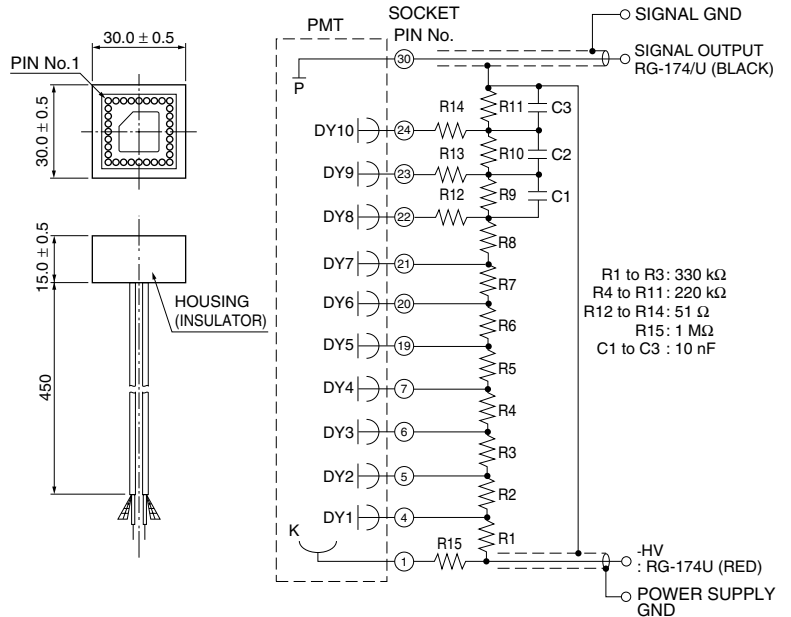 30.0 ± 0.5
PIN No.1
30.0 ± 0.5
15.0 ± 0.5
HOUSING
(INSULATOR)
450
PMT
SOCKET
PIN No.
SIGNAL GND
SIGNAL OUTPUT
RG-174/U (BLACK)
30
P
R14
R11
C3
DY10
24
R13
R10
C2
DY9
23
R12
R9
C1
DY8
22
R8
DY7
21
R7
DY6
20
R6
DY5
19
R5
DY4
7
R4
DY3
6
R3
DY2
5
R2
DY1
4
K
R15
R1
1
-HV
: RG-174U (RED)
POWER SUPPLY
GND
R1 to R3 : 330 kΩ
R4 to R11 : 220 kΩ
R12 to R14 : 51 Ω
R15 : 1 MΩ
C1 to C3 : 10 nF